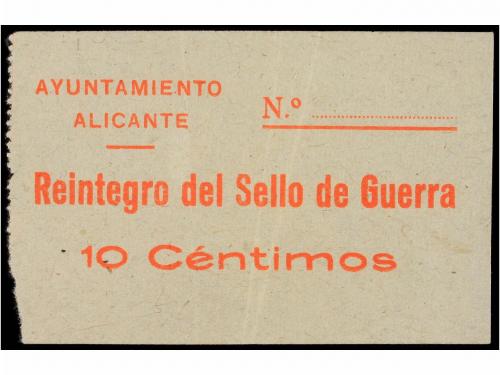 AYUNTAMIENTO
ALICANTE
N.º ........................
Reintegro del Sello de Guerra
10 Céntimos